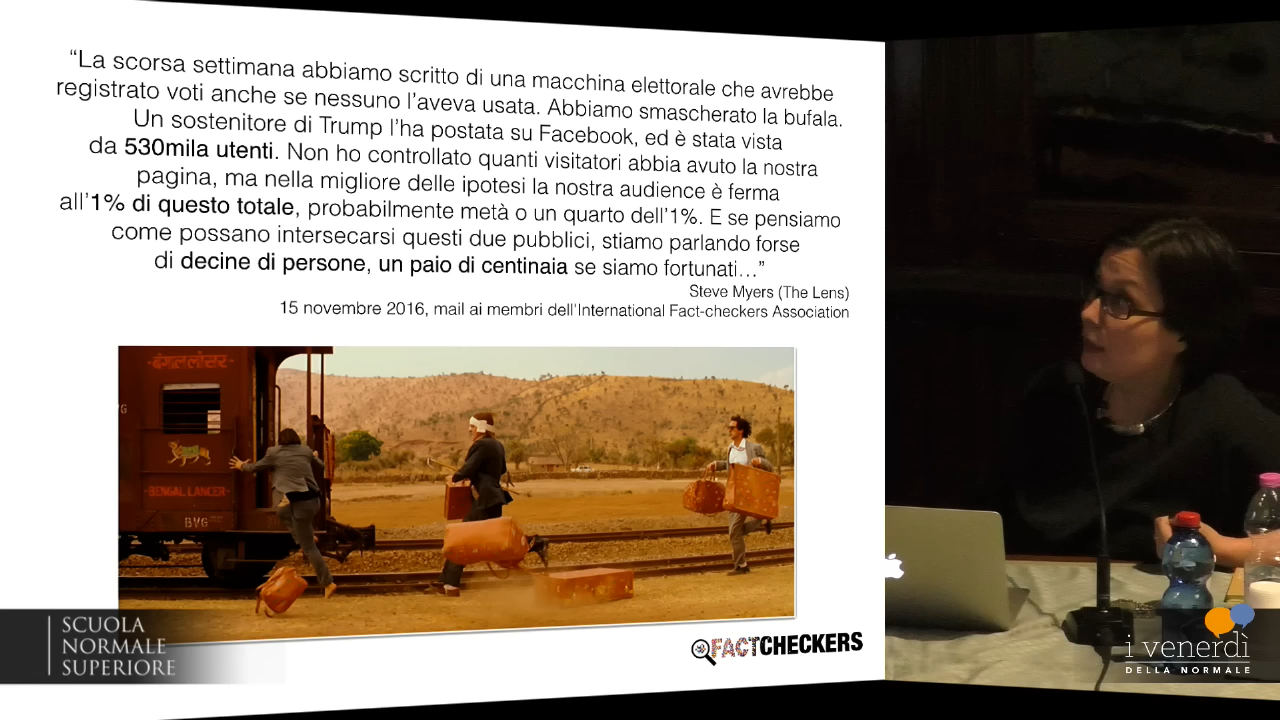 “La scorsa settimana abbiamo scritto di una macchina elettorale che avrebbe
registrato voti anche se nessuno l’aveva usata. Abbiamo smascherato la bufala.
Un sostenitore di Trump l’ha postata su Facebook, ed è stata vista
da 530mila utenti. Non ho controllato quanti visitatori abbia avuto la nostra
pagina, ma nella migliore delle ipotesi la nostra audience è ferma
all’1% di questo totale, probabilmente metà o un quarto dell’1%. E se pensiamo
come possano intersecarsi questi due pubblici, stiamo parlando forse
di decine di persone, un paio di centinaia se siamo fortunati…”
Steve Myers (The Lens)
15 novembre 2016, mail ai membri dell'International Fact-checkers Association
BENGAL LANCER
FACTCHECKERS
SCUOLA
NORMALE
SUPERIORE
i venerdì
DELLA NORMALE